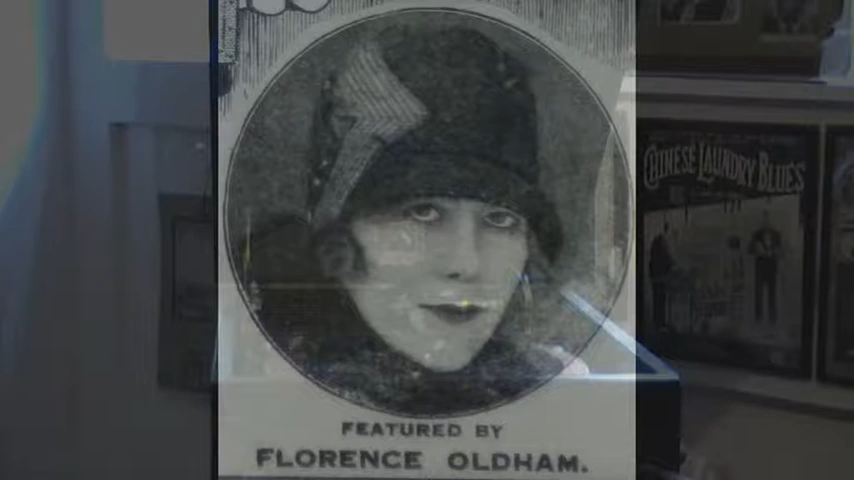 CHINESE LAUNDRY BLUES
FEATURED BY
FLORENCE OLDHAM.